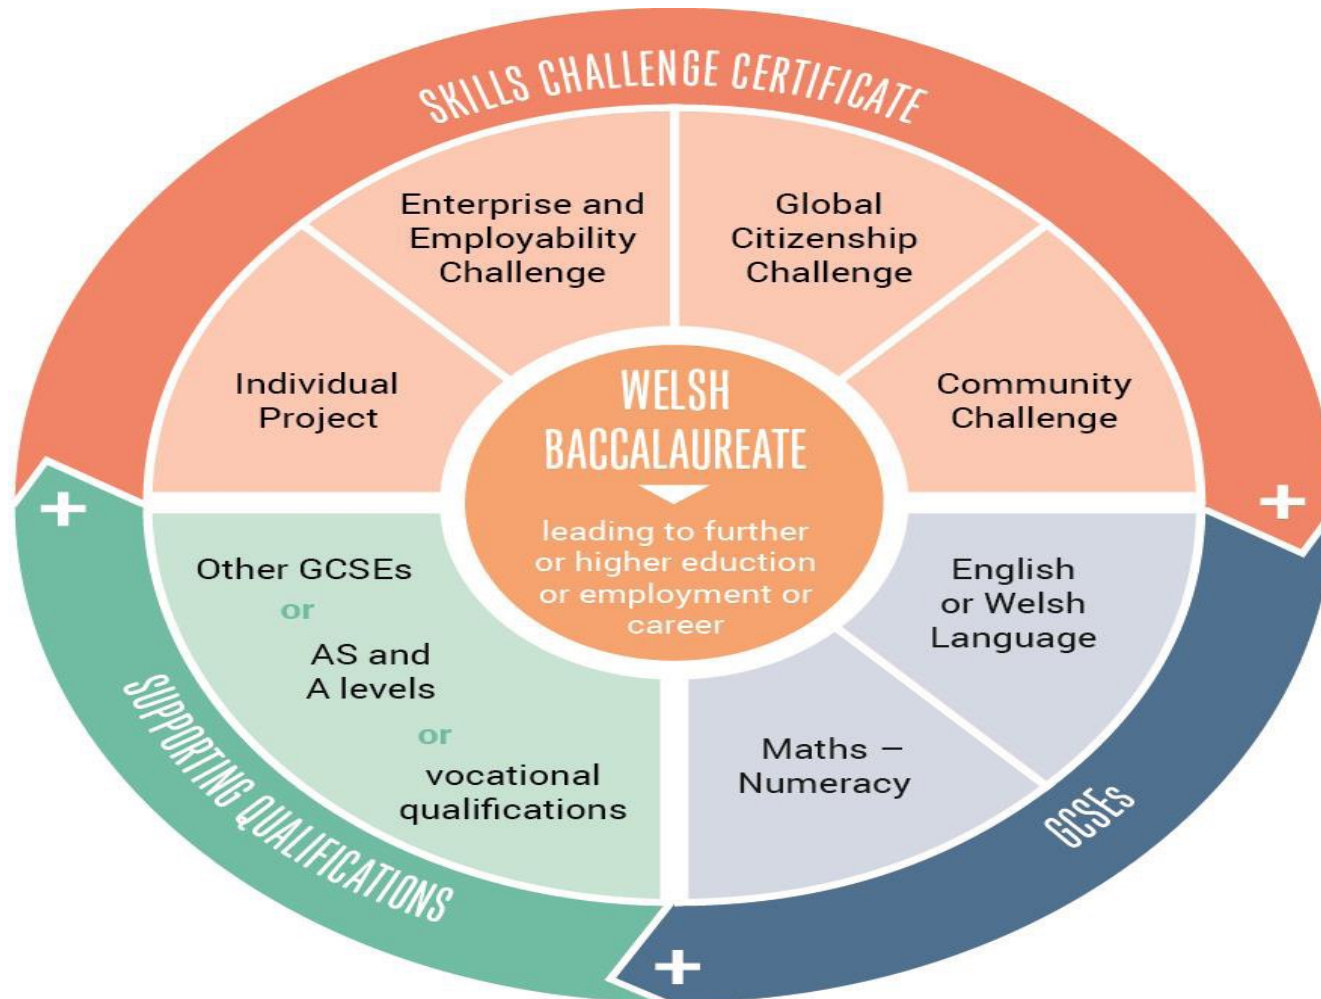 SKILLS CHALLENGE CERTIFICATE
Enterprise and
Employability
Challenge
Global
Citizenship
Challenge
Individual
Project
Community
Challenge
WELSH
BACCALAUREATE
leading to further
or higher eduction
or employment or
career
+
+
Other GCSEs
or
AS and
A levels
or
vocational
qualifications
English
or Welsh
Language
Maths –
Numeracy
SUPPORTING QUALIFICATIONS
GCSEs
+